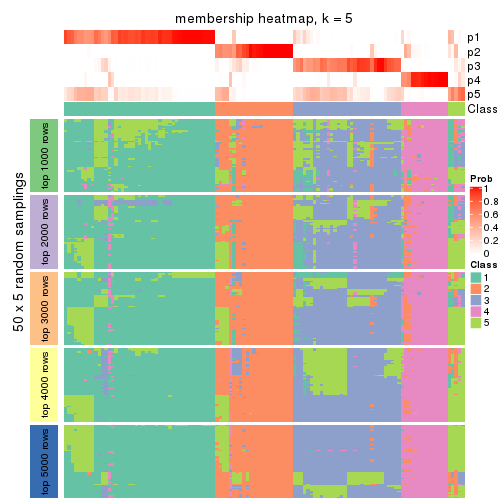 membership heatmap, k = 5
p1
p2
p3
p4
p5
Class
50 x 5 random samplings
top 1000 rows
top 2000 rows
top 3000 rows
top 4000 rows
top 5000 rows
Prob
1
0.8
0.6
0.4
0.2
0
Class
1
2
3
4
5